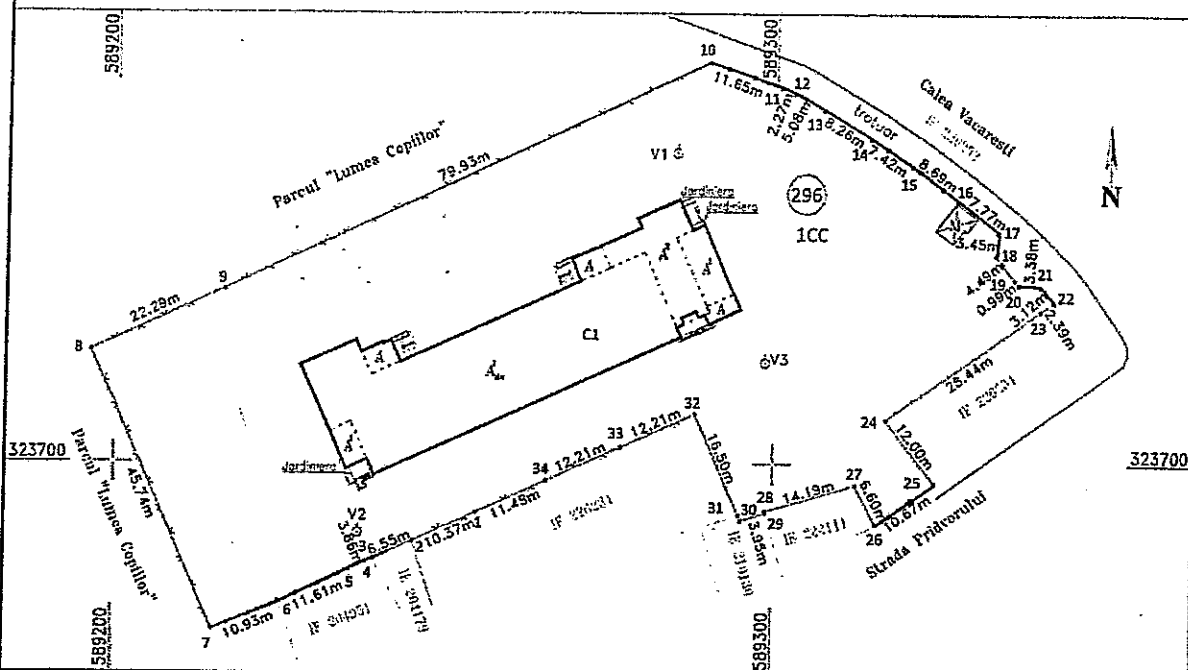 589200
589300
10
11.65m
11
12
2.27m
5.08m
13
8.26m
14
7.42m
15
8.69m
16
7.77m
17
18
3.45m
3.38m
4.49m
19
0.99m
20
21
22
3.12m
23
2.39m
trotuar
Calea Vacaresti
N
Parcul "Lumea Copiilor"
79.93m
9
22.29m
8
V1
296
1CC
Jardiniera
Jardiniera
C1
V3
25.44m
24
12.00m
25
10.67m
26
6.60m
27
14.19m
28
29
30
3.95m
31
16.50m
32
12.21m
33
12.21m
34
11.49m
1
10.37m
2
6.55m
3
3.86m
4
5
11.61m
6
10.93m
7
45.74m
V2
Jardiniera
Parcul "Lumea Copiilor"
Strada Pridvorului
IE 204179
323700
323700
589200
589300